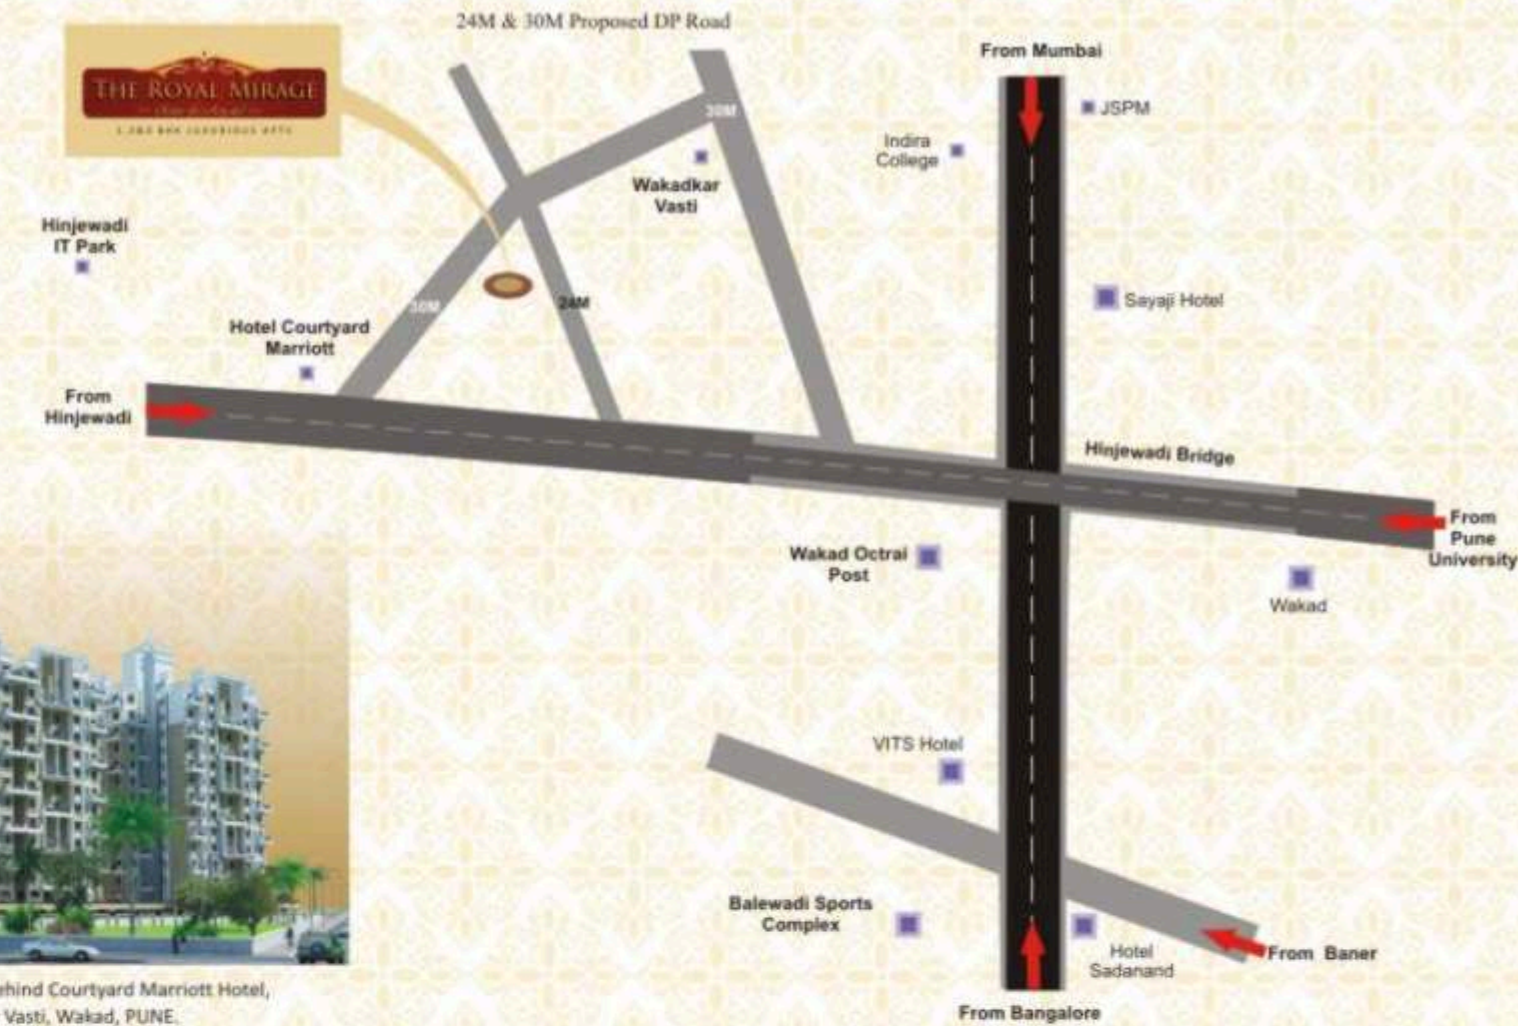 24M & 30M Proposed DP Road
THE ROYAL MIRAGE
From Mumbai
JSPM
Indira
College
30M
Wakadkar
Vasti
Hinjewadi
IT Park
Sayaji Hotel
30M
24M
Hotel Courtyard
Marriott
From
Hinjewadi
Hinjewadi Bridge
From
Pune
University
Wakad Octrai
Post
Wakad
VITS Hotel
Balewadi Sports
Complex
Hotel
Sadanand
From Baner
From Bangalore
ehind Courtyard Marriott Hotel,
Vasti, Wakad, PUNE.